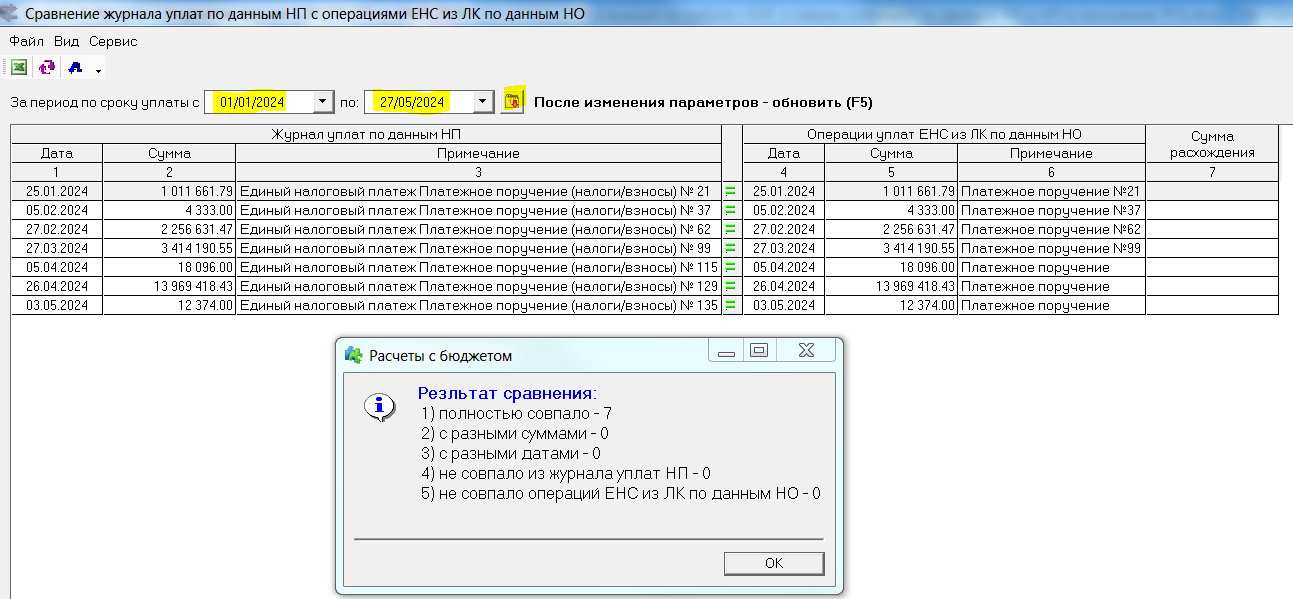 Сравнение журнала уплат по данным НП с операциями ЕНС из ЛК по данным НО
Файл Вид Сервис
За период по сроку уплаты с 01/01/2024 по: 27/05/2024 После изменения параметров - обновить (F5)
Журнал уплат по данным НП Операции уплат ЕНС из ЛК по данным НО Сумма расхождения
Дата Сумма Примечание Дата Сумма Примечание
1 2 3 4 5 6 7
25.01.2024 1 011 661.79 Единый налоговый платеж Платежное поручение (налоги/взносы) № 21 = 25.01.2024 1 011 661.79 Платежное поручение №21
05.02.2024 4 333.00 Единый налоговый платеж Платежное поручение (налоги/взносы) № 37 = 05.02.2024 4 333.00 Платежное поручение №37
27.02.2024 2 256 631.47 Единый налоговый платеж Платежное поручение (налоги/взносы) № 62 = 27.02.2024 2 256 631.47 Платежное поручение №62
27.03.2024 3 414 190.55 Единый налоговый платеж Платежное поручение (налоги/взносы) № 99 = 27.03.2024 3 414 190.55 Платежное поручение №99
05.04.2024 18 096.00 Единый налоговый платеж Платежное поручение (налоги/взносы) № 115 = 05.04.2024 18 096.00 Платежное поручение
26.04.2024 13 969 418.43 Единый налоговый платеж Платежное поручение (налоги/взносы) № 129 = 26.04.2024 13 969 418.43 Платежное поручение
03.05.2024 12 374.00 Единый налоговый платеж Платежное поручение (налоги/взносы) № 135 = 03.05.2024 12 374.00 Платежное поручение
Расчеты с бюджетом
Резльтат сравнения:
1) полностью совпало - 7
2) с разными суммами - 0
3) с разными датами - 0
4) не совпало из журнала уплат НП - 0
5) не совпало операций ЕНС из ЛК по данным НО - 0
OK